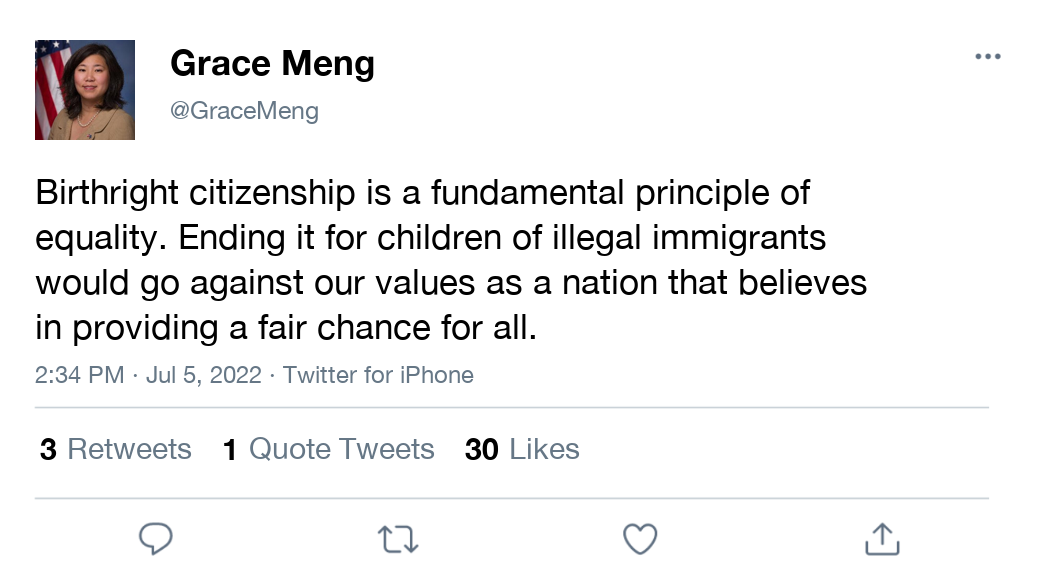 Grace Meng
@GraceMeng
Birthright citizenship is a fundamental principle of
equality. Ending it for children of illegal immigrants
would go against our values as a nation that believes
in providing a fair chance for all.
2:34 PM · Jul 5, 2022 · Twitter for iPhone
3 Retweets 1 Quote Tweets 30 Likes